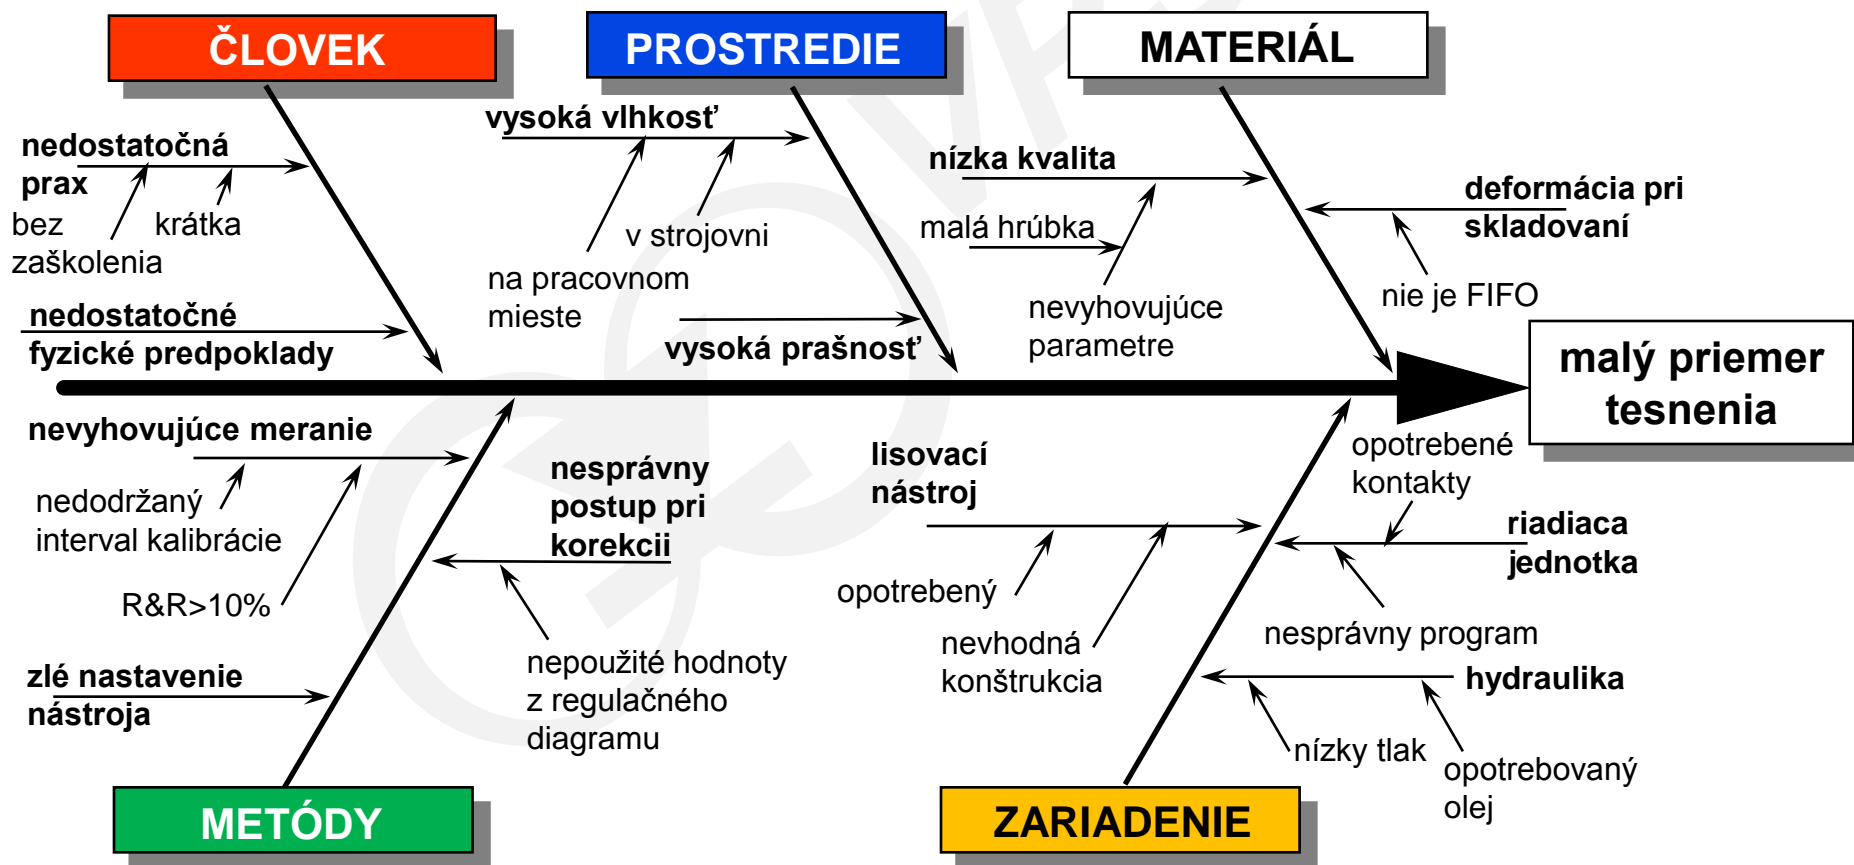 ČLOVEK
PROSTREDIE
MATERIÁL
nedostatočná
prax
bez
zaškolenia
krátka
nedostatočné
fyzické predpoklady
vysoká vlhkosť
v strojovni
na pracovnom
mieste
vysoká prašnosť
nízka kvalita
malá hrúbka
nevyhovujúce
parametre
deformácia pri
skladovaní
nie je FIFO
malý priemer
tesnenia
nevyhovujúce meranie
nedodržaný
interval kalibrácie
R&R>10%
zlé nastavenie
nástroja
nesprávny
postup pri
korekcii
nepoužité hodnoty
z regulačného
diagramu
lisovací
nástroj
opotrebený
nevhodná
konštrukcia
opotrebené
kontakty
riadiaca
jednotka
nesprávny program
hydraulika
nízky tlak
opotrebovaný
olej
METÓDY
ZARIADENIE